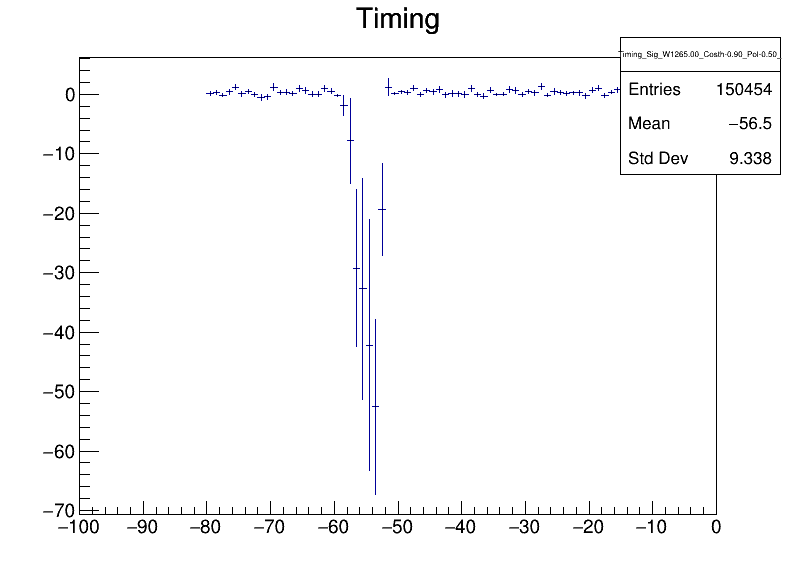 Timing
Timing_Sig_W1265.00_Costh-0.90_Pol-0.50_
Entries 150454
Mean −56.5
Std Dev 9.338
0
−10
−20
−30
−40
−50
−60
−70
−100 −90 −80 −70 −60 −50 −40 −30 −20 −10 0